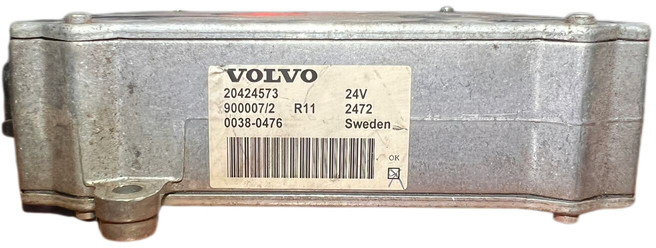 VOLVO
20424573 24V
900007/2 R11 2472
0038-0476 Sweden
OK